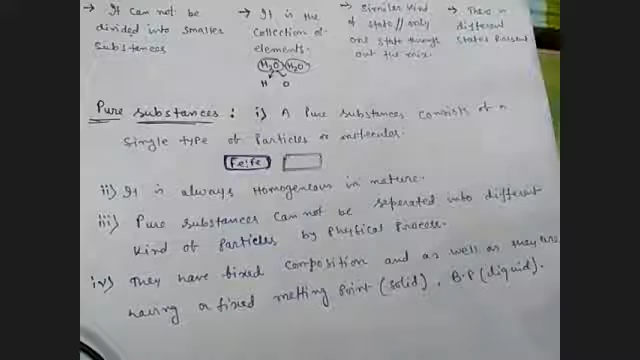 → It can not be
divided into smaller
substances
→ It is the
collection of
elements.
H2O H2O
H O
→ Similar kind
of state // only
one state through
out the mix.
→ There is
different
states Present
Pure substances : i) A Pure substances consists of a
single type of Particles or molecular.
Fe:Fe
ii) It is always Homogeneous in nature.
iii) Pure substances can not be seperated into different
kind of Particles by Physical Process.
iv) They have fixed composition and as well as they are
having a fixed melting Point (solid), B.P (liquid).